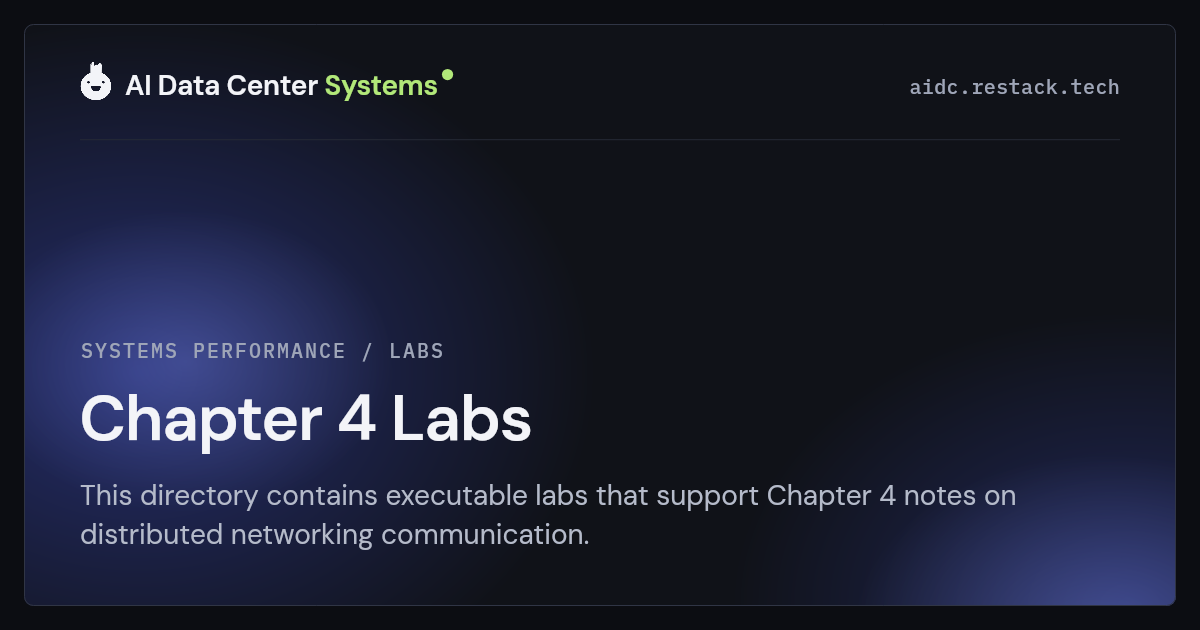 AI Data Center Systems
aidc.restack.tech
SYSTEMS PERFORMANCE / LABS
Chapter 4 Labs
This directory contains executable labs that support Chapter 4 notes on
distributed networking communication.